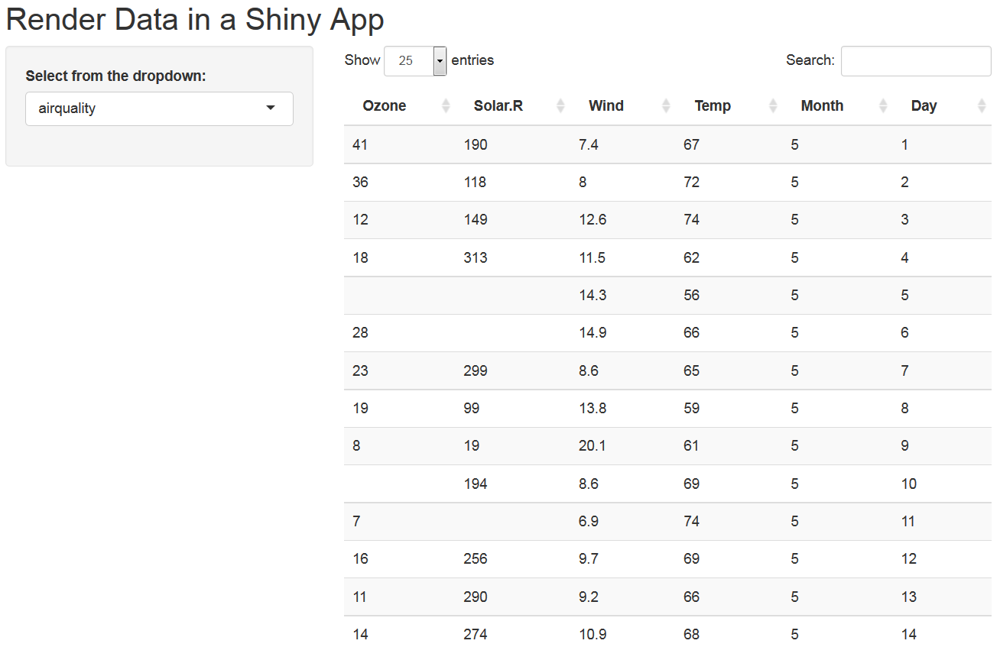 Render Data in a Shiny App
Select from the dropdown:
airquality
Show 25 entries
Search:
Ozone Solar.R Wind Temp Month Day
41 190 7.4 67 5 1
36 118 8 72 5 2
12 149 12.6 74 5 3
18 313 11.5 62 5 4
14.3 56 5 5
28 14.9 66 5 6
23 299 8.6 65 5 7
19 99 13.8 59 5 8
8 19 20.1 61 5 9
194 8.6 69 5 10
7 6.9 74 5 11
16 256 9.7 69 5 12
11 290 9.2 66 5 13
14 274 10.9 68 5 14